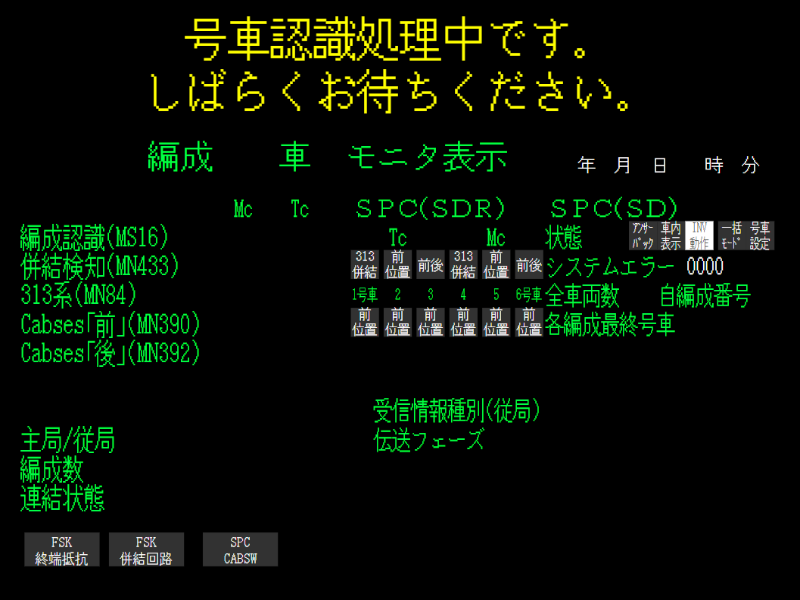 号車認識処理中です。
しばらくお待ちください。
編成 車 モニタ表示 年 月 日 時 分
Mc Tc SPC(SDR) SPC(SD)
編成認識(MS16) Tc Mc 状態 アンサーバック 車内表示 INV動作 一括モード 号車設定
併結検知(MN433) 313併結 前位置 前後 313併結 前位置 前後 システムエラー 0000
313系(MN84) 1号車 2 3 4 5 6号車 全車両数 自編成番号
Cabses「前」(MN390) 前位置 前位置 前位置 前位置 前位置 前位置 各編成最終号車
Cabses「後」(MN392)
受信情報種別(従局)
主局/従局 伝送フェーズ
編成数
連結状態
FSK FSK SPC
終端抵抗 併結回路 CABSW